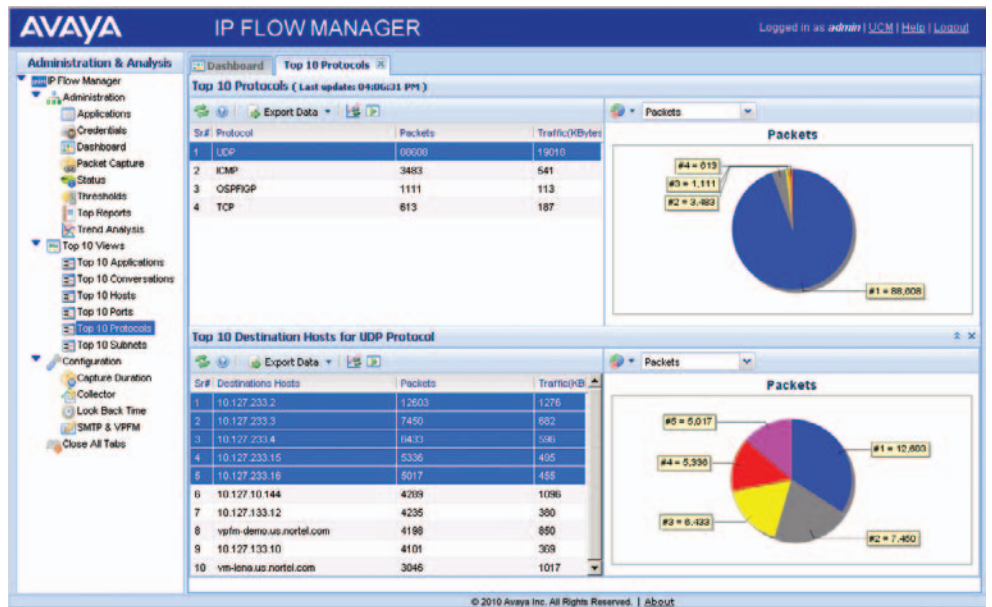 AVAYA IP FLOW MANAGER Logged in as admin | UCM | Help | Logout
Administration & Analysis
IP Flow Manager
Administration
Applications
Credentials
Dashboard
Packet Capture
Status
Thresholds
Top Reports
Trend Analysis
Top 10 Views
Top 10 Applications
Top 10 Conversations
Top 10 Hosts
Top 10 Ports
Top 10 Protocols
Top 10 Subnets
Configuration
Capture Duration
Collector
Look Back Time
SMTP & VPFM
Close All Tabs
Dashboard Top 10 Protocols
Top 10 Protocols ( Last update: 04:06:31 PM )
Export Data
Sr# Protocol Packets Traffic(KBytes
1 UDP 88608 19010
2 ICMP 3483 541
3 OSPFIGP 1111 113
4 TCP 613 187
Packets
Packets
#4 = 613
#3 = 1,111
#2 = 3,483
#1 = 88,608
Top 10 Destination Hosts for UDP Protocol
Export Data
Sr# Destinations Hosts Packets Traffic(KB
1 10.127.233.2 12603 1276
2 10.127.233.3 7450 682
3 10.127.233.4 6433 596
4 10.127.233.15 5336 495
5 10.127.233.16 5017 455
6 10.127.10.144 4289 1096
7 10.127.133.12 4235 380
8 vpfm-demo.us.nortel.com 4198 850
9 10.127.133.10 4101 369
10 vm-lena.us.nortel.com 3046 1017
Packets
Packets
#5 = 5,017
#1 = 12,603
#4 = 5,336
#3 = 6,433
#2 = 7,450
© 2010 Avaya Inc. All Rights Reserved. | About